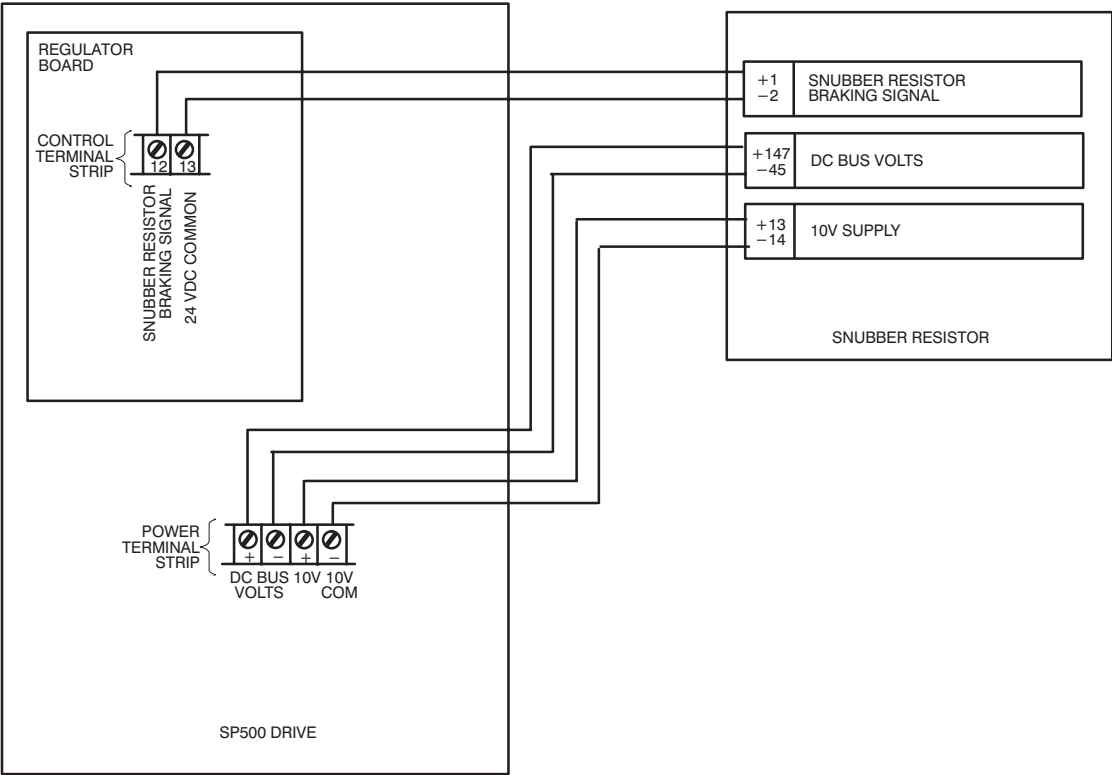 REGULATOR
BOARD
CONTROL
TERMINAL
STRIP
12 13
SNUBBER RESISTOR
BRAKING SIGNAL
24 VDC COMMON
+1
−2
SNUBBER RESISTOR
BRAKING SIGNAL
+147
−45
DC BUS VOLTS
+13
−14
10V SUPPLY
SNUBBER RESISTOR
POWER
TERMINAL
STRIP
+ − + −
DC BUS 10V 10V
VOLTS COM
SP500 DRIVE